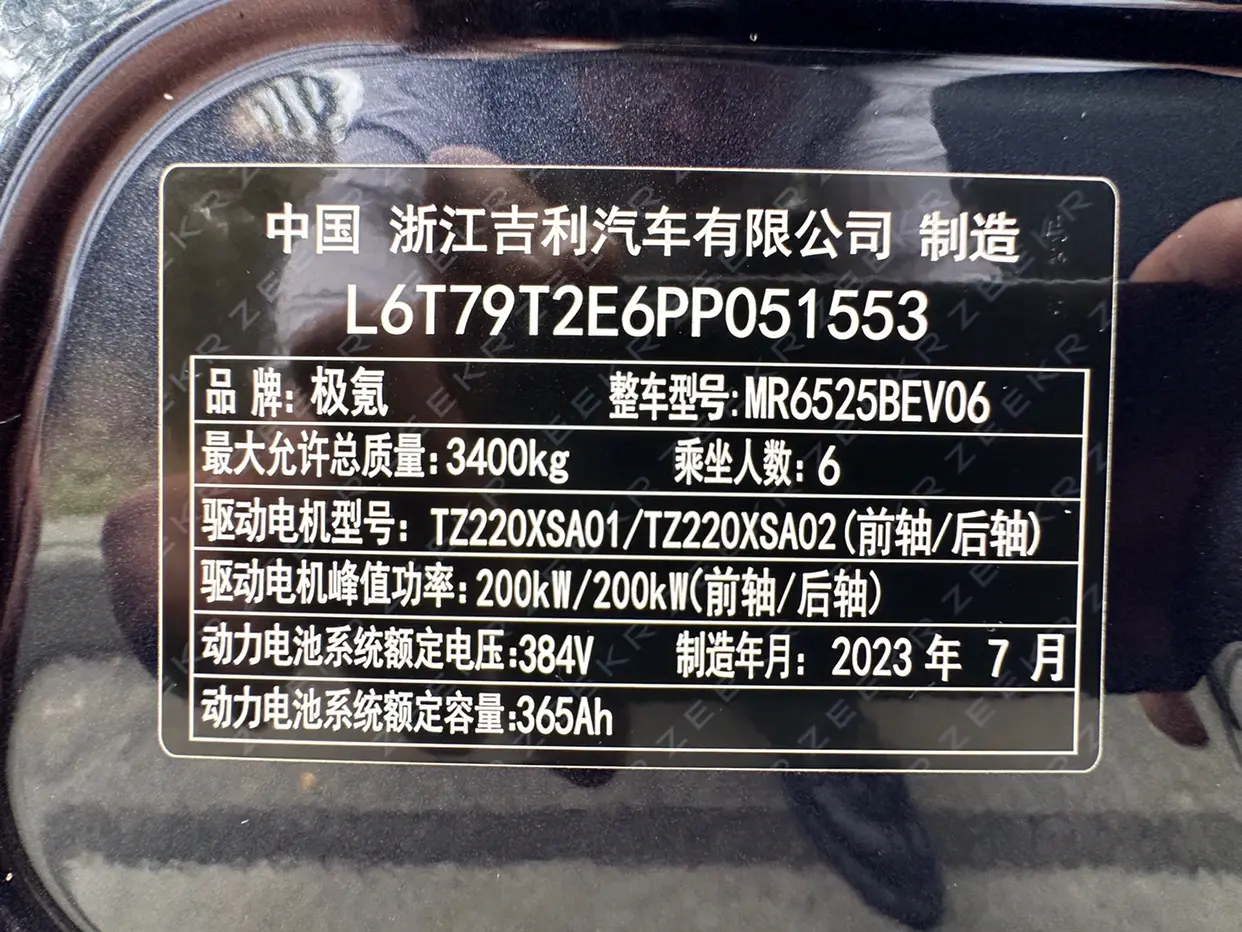 中国 浙江吉利汽车有限公司 制造
L6T79T2E6PP051553
品 牌: 极氪 整车型号:MR6525BEV06
最大允许总质量:3400kg 乘坐人数: 6
驱动电机型号: TZ220XSA01/TZ220XSA02(前轴/后轴)
驱动电机峰值功率:200kW/200kW(前轴/后轴)
动力电池系统额定电压:384V 制造年月: 2023 年 7 月
动力电池系统额定容量:365Ah
ZEEKR